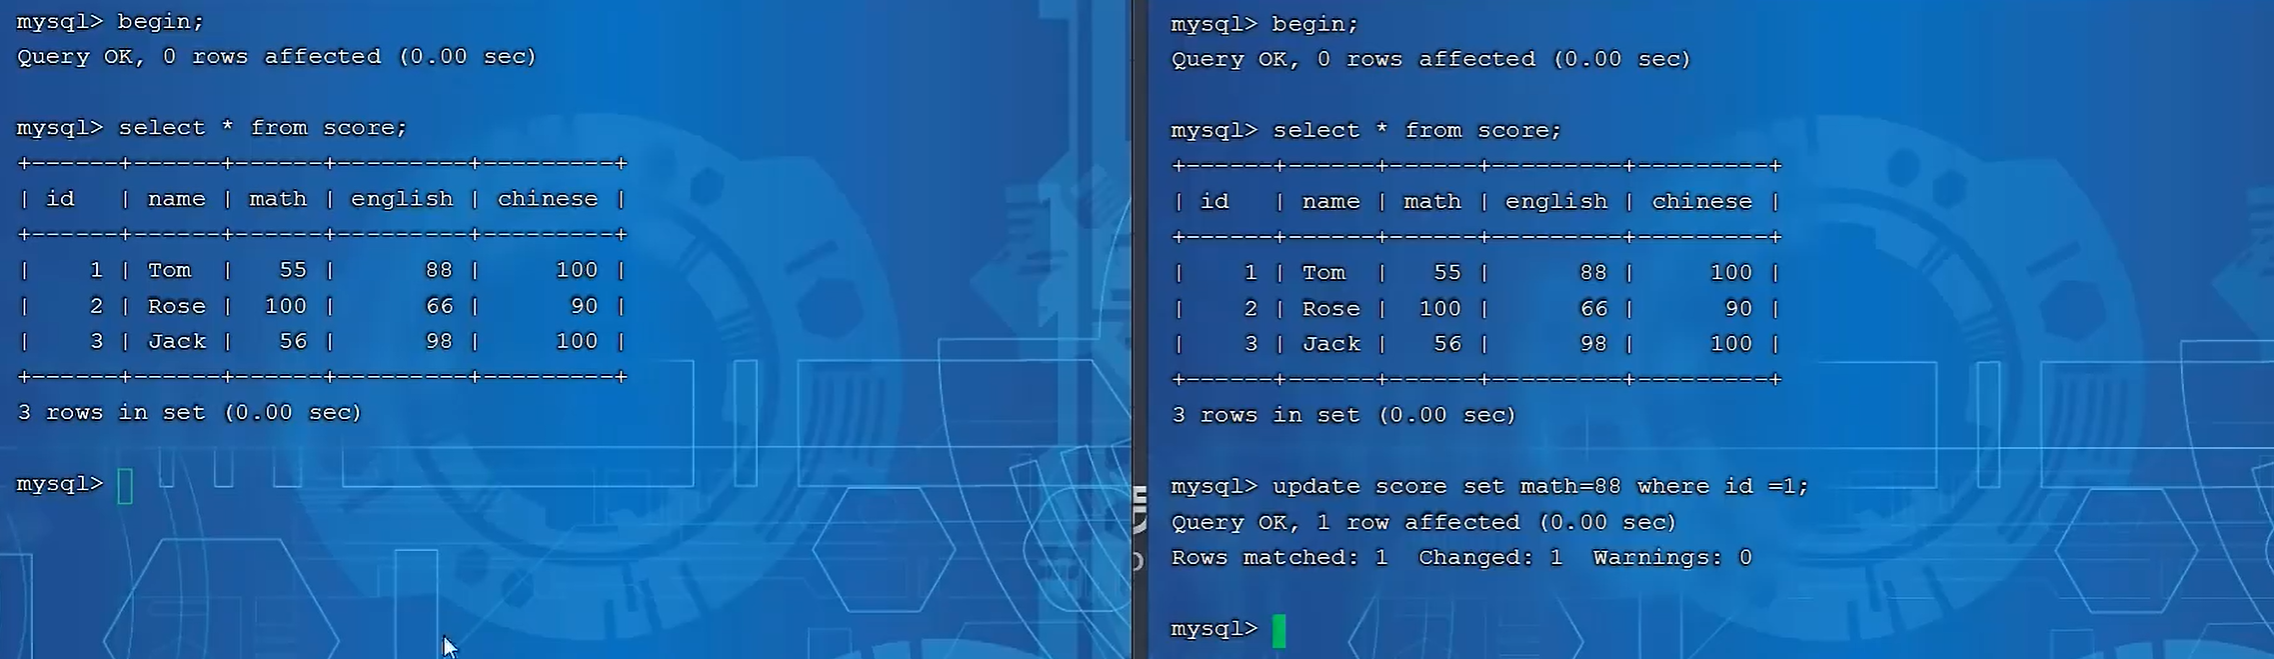 mysql> begin;
Query OK, 0 rows affected (0.00 sec)
mysql> select * from score;
+------+------+------+---------+---------+
| id   | name | math | english | chinese |
+------+------+------+---------+---------+
|    1 | Tom  |   55 |      88 |     100 |
|    2 | Rose |  100 |      66 |      90 |
|    3 | Jack |   56 |      98 |     100 |
+------+------+------+---------+---------+
3 rows in set (0.00 sec)
mysql>
mysql> begin;
Query OK, 0 rows affected (0.00 sec)
mysql> select * from score;
+------+------+------+---------+---------+
| id   | name | math | english | chinese |
+------+------+------+---------+---------+
|    1 | Tom  |   55 |      88 |     100 |
|    2 | Rose |  100 |      66 |      90 |
|    3 | Jack |   56 |      98 |     100 |
+------+------+------+---------+---------+
3 rows in set (0.00 sec)
mysql> update score set math=88 where id =1;
Query OK, 1 row affected (0.00 sec)
Rows matched: 1  Changed: 1  Warnings: 0
mysql>